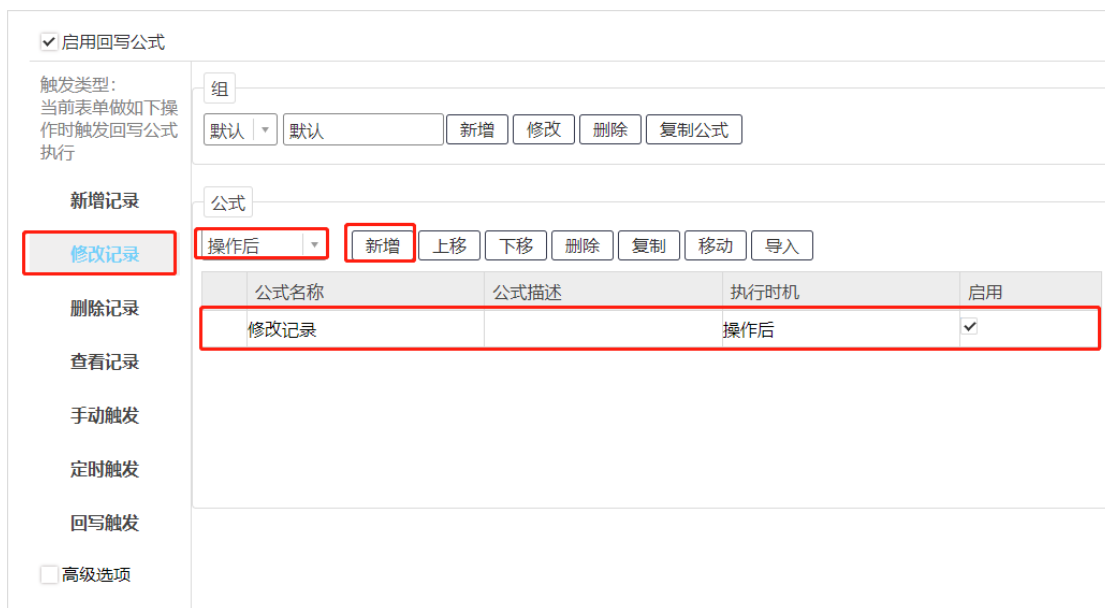 启用回写公式
触发类型：
当前表单做如下操
作时触发回写公式
执行
新增记录
修改记录
删除记录
查看记录
手动触发
定时触发
回写触发
高级选项
组
默认 默认 新增 修改 删除 复制公式
公式
操作后 新增 上移 下移 删除 复制 移动 导入
公式名称 公式描述 执行时机 启用
修改记录 操作后